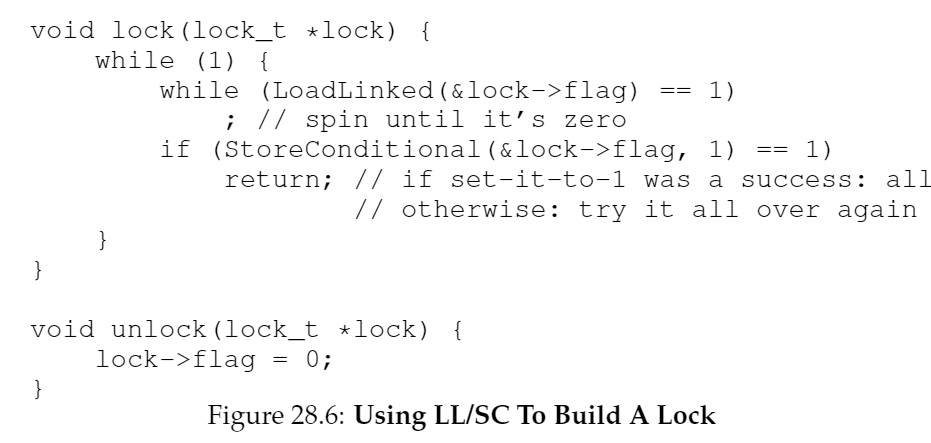 void lock(lock_t *lock) {
    while (1) {
        while (LoadLinked(&lock->flag) == 1)
            ; // spin until it’s zero
        if (StoreConditional(&lock->flag, 1) == 1)
            return; // if set-it-to-1 was a success: all
                    // otherwise: try it all over again
    }
}

void unlock(lock_t *lock) {
    lock->flag = 0;
}
Figure 28.6: Using LL/SC To Build A Lock